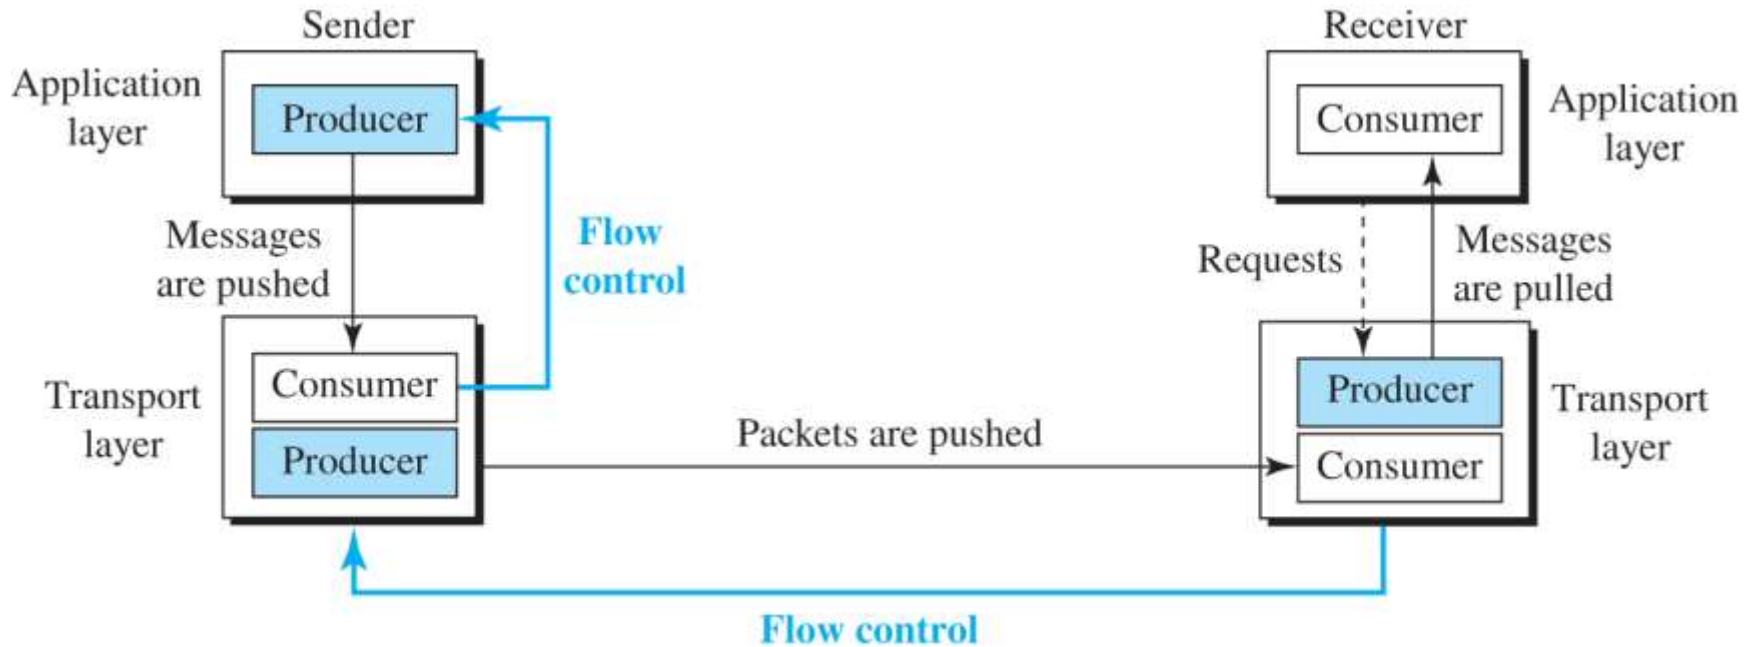 Sender
Receiver
Application
layer
Producer
Consumer
Application
layer
Messages
are pushed
Flow
control
Requests
Messages
are pulled
Transport
layer
Consumer
Producer
Packets are pushed
Producer
Consumer
Transport
layer
Flow control